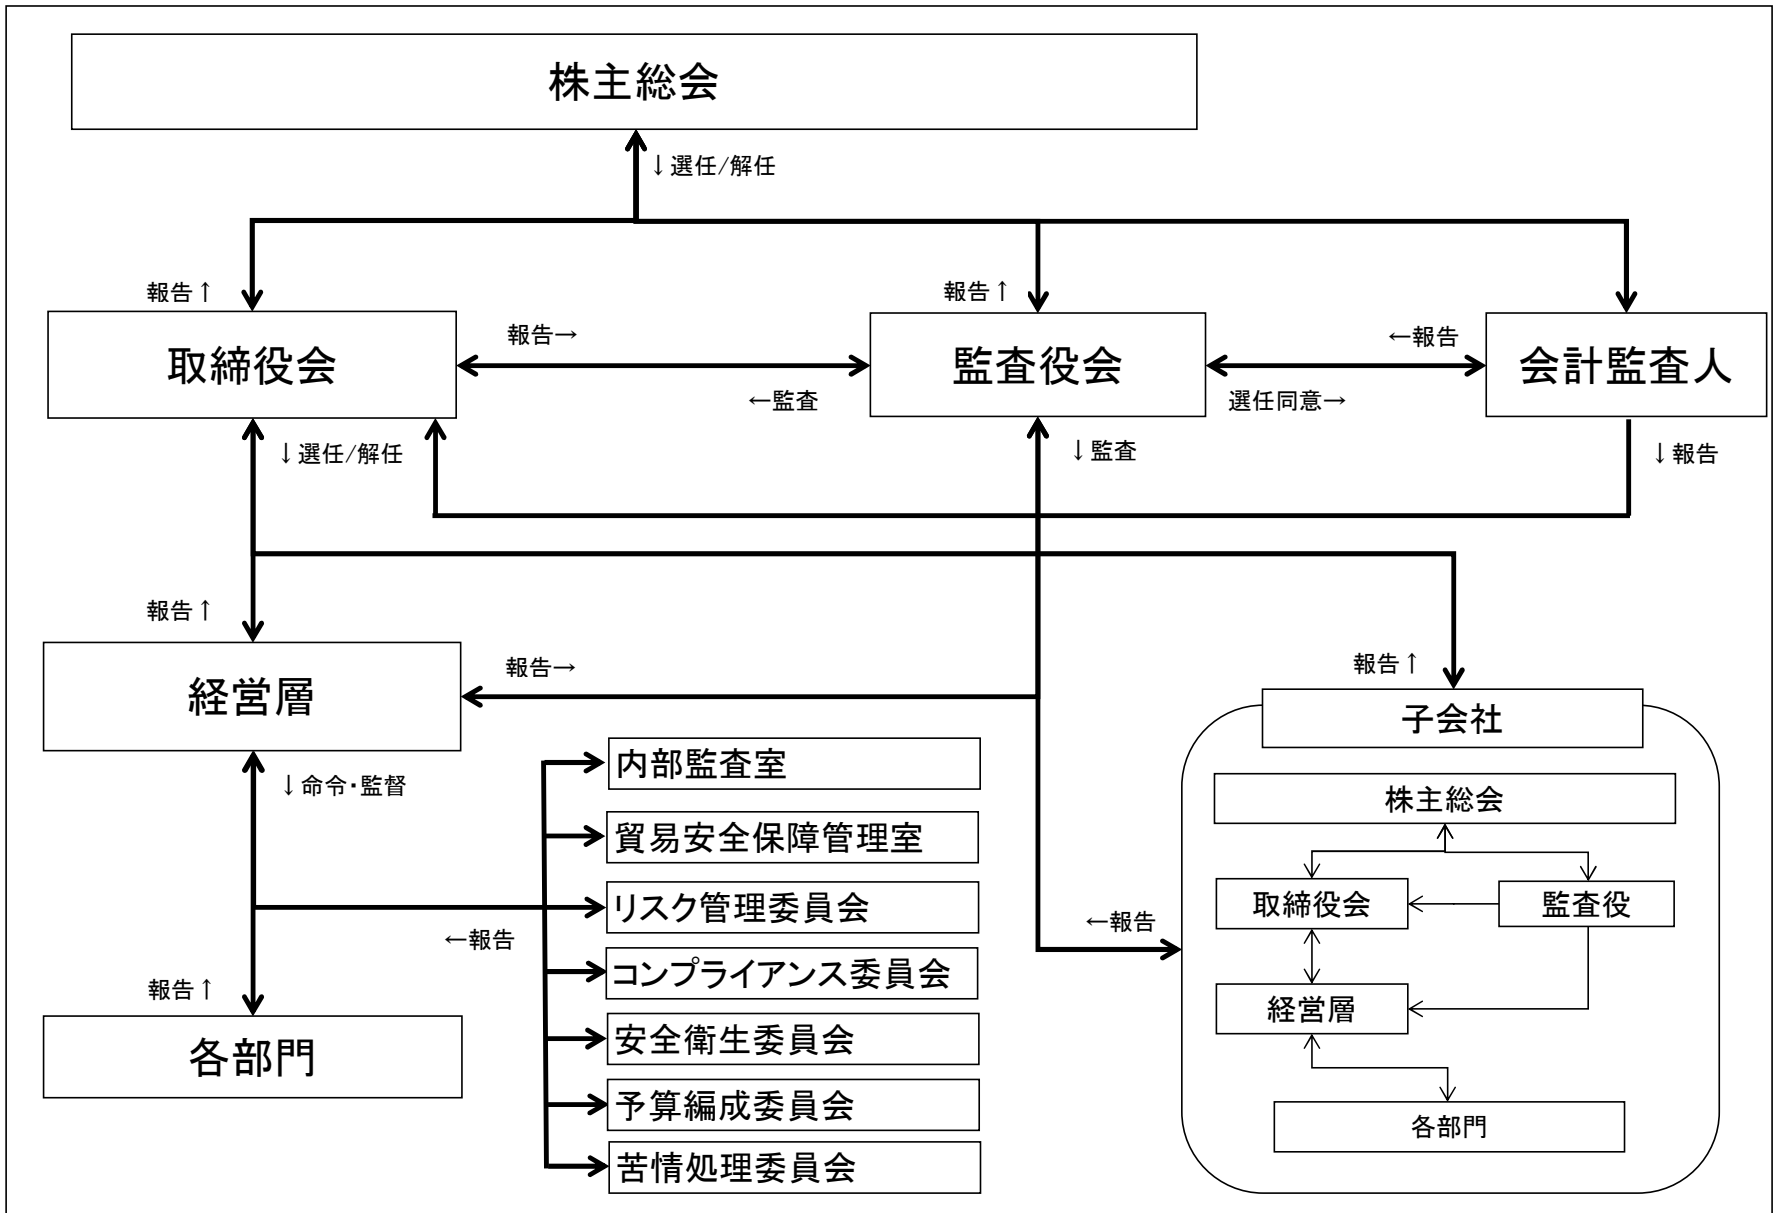 株主総会
↓選任/解任
報告↑
報告↑
取締役会
報告→
←監査
監査役会
←報告
選任同意→
会計監査人
↓選任/解任
↓監査
↓報告
報告↑
経営層
報告→
報告↑
子会社
↓命令・監督
内部監査室
貿易安全保障管理室
リスク管理委員会
←報告
コンプライアンス委員会
安全衛生委員会
予算編成委員会
苦情処理委員会
報告↑
各部門
←報告
株主総会
取締役会
監査役
経営層
各部門